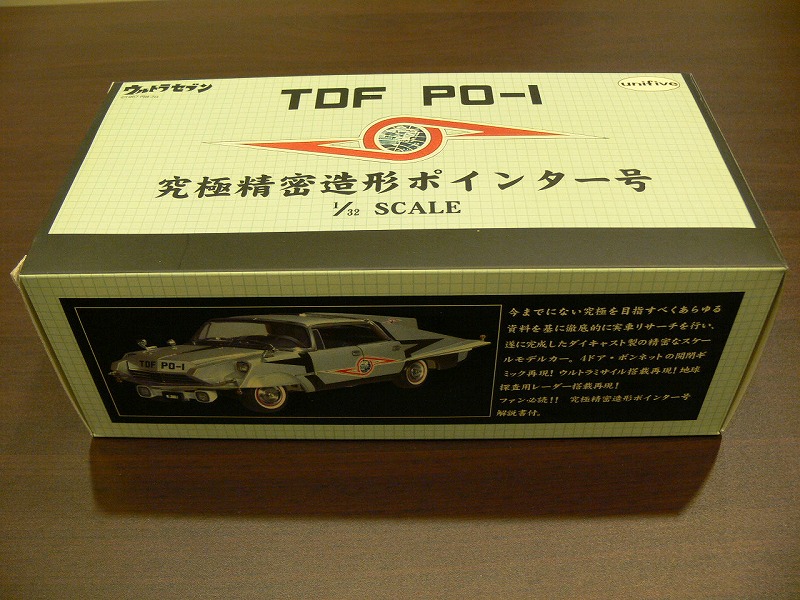 ウルトラセブン
unifive
TDF PO-1
究極精密造形ポインター号
1/32 SCALE
TDF PO-1
今までにない究極を目指すべくあらゆる
資料を基に徹底的に実車リサーチを行い、
遂に完成したダイキャスト製の精密なスケー
ルモデルカー。4ドア・ボンネットの開閉ギ
ミック再現！ウルトラミサイル搭載再現！地球
探査用レーダー搭載再現！
ファン必続！！ 究極精密造形ポインター号
解説書付。